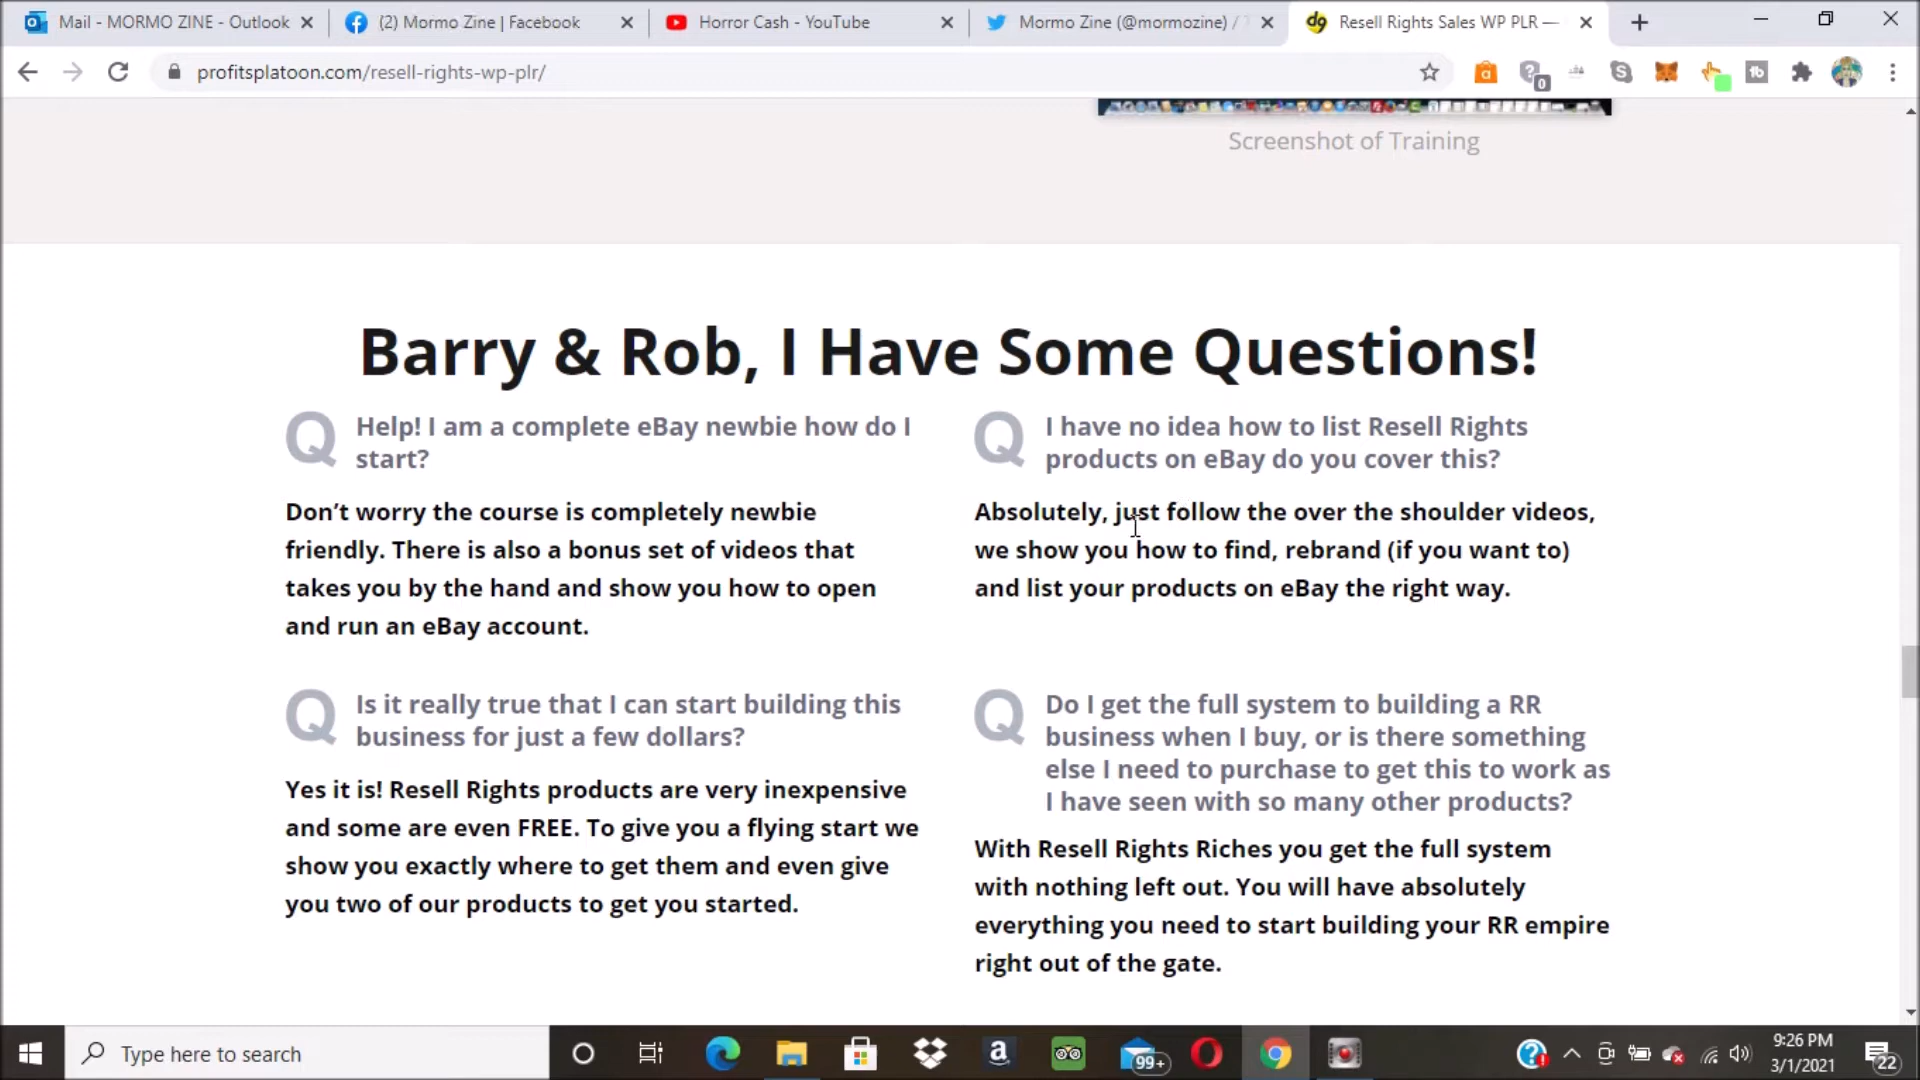 Mail - MORMO ZINE - Outlook
(2) Mormo Zine | Facebook
Horror Cash - YouTube
Mormo Zine (@mormozine) /
Resell Rights Sales WP PLR —
profitsplatoon.com/resell-rights-wp-plr/
0
tb
Screenshot of Training
Barry & Rob, I Have Some Questions!
Q
Help! I am a complete eBay newbie how do I
start?
Don’t worry the course is completely newbie
friendly. There is also a bonus set of videos that
takes you by the hand and show you how to open
and run an eBay account.
Q
I have no idea how to list Resell Rights
products on eBay do you cover this?
Absolutely, just follow the over the shoulder videos,
we show you how to find, rebrand (if you want to)
and list your products on eBay the right way.
Q
Is it really true that I can start building this
business for just a few dollars?
Yes it is! Resell Rights products are very inexpensive
and some are even FREE. To give you a flying start we
show you exactly where to get them and even give
you two of our products to get you started.
Q
Do I get the full system to building a RR
business when I buy, or is there something
else I need to purchase to get this to work as
I have seen with so many other products?
With Resell Rights Riches you get the full system
with nothing left out. You will have absolutely
everything you need to start building your RR empire
right out of the gate.
Type here to search
99+
9:26 PM
3/1/2021
22